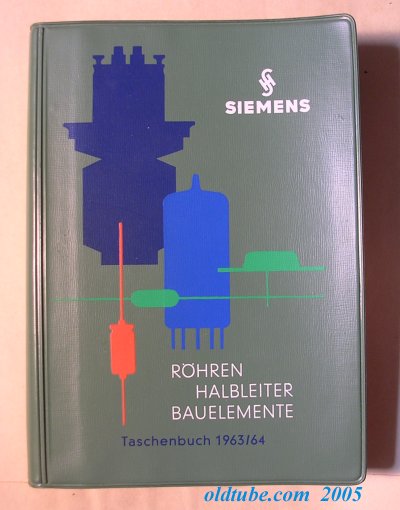 SIEMENS
RÖHREN
HALBLEITER
BAUELEMENTE
Taschenbuch 1963/64
oldtube.com 2005